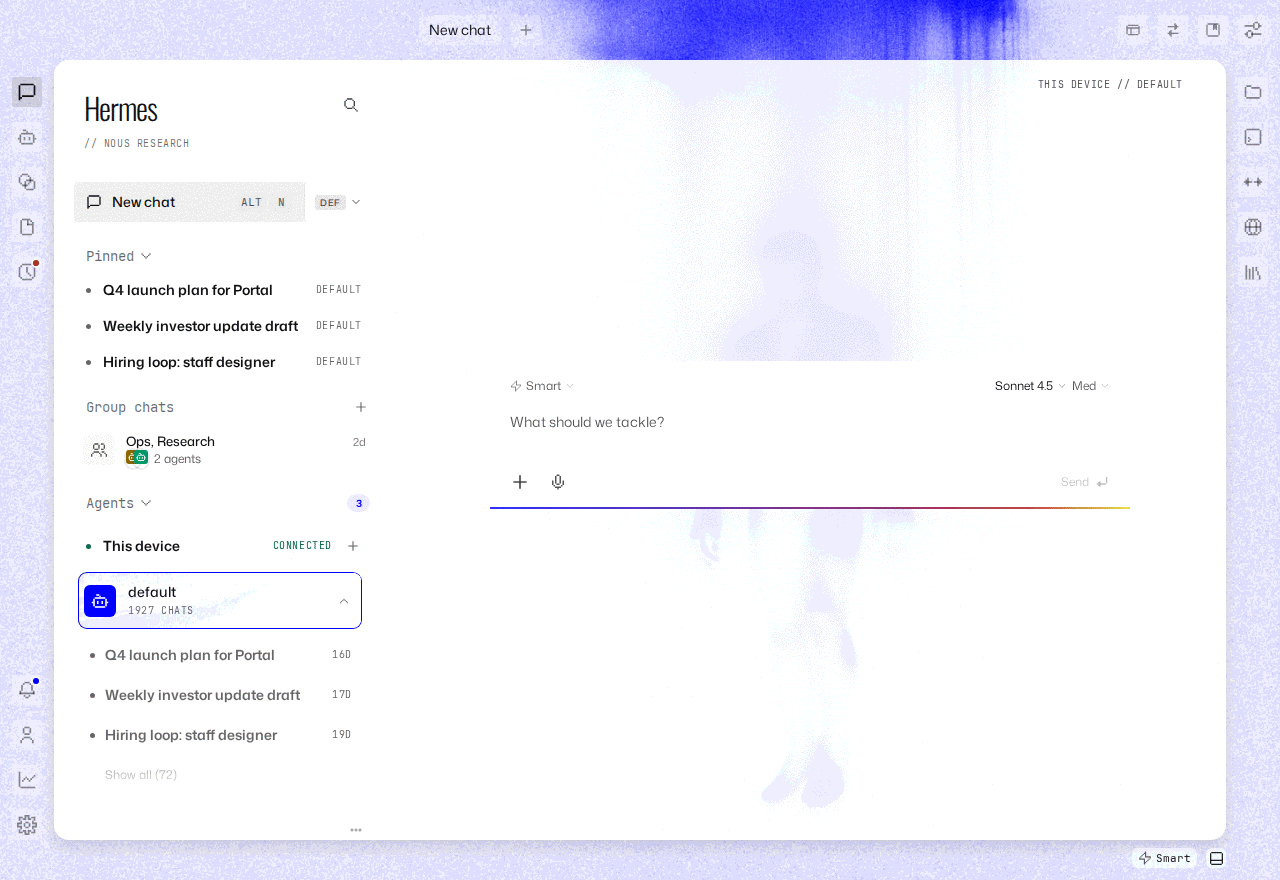 New chat
THIS DEVICE // DEFAULT
Hermes
// NOUS RESEARCH
New chat ALT N DEF
Pinned
Q4 launch plan for Portal DEFAULT
Weekly investor update draft DEFAULT
Hiring loop: staff designer DEFAULT
Group chats
Ops, Research 2d
2 agents
Agents 3
This device CONNECTED
default
1927 CHATS
Q4 launch plan for Portal 16D
Weekly investor update draft 17D
Hiring loop: staff designer 19D
Show all (72)
Smart Sonnet 4.5 Med
What should we tackle?
Send
Smart